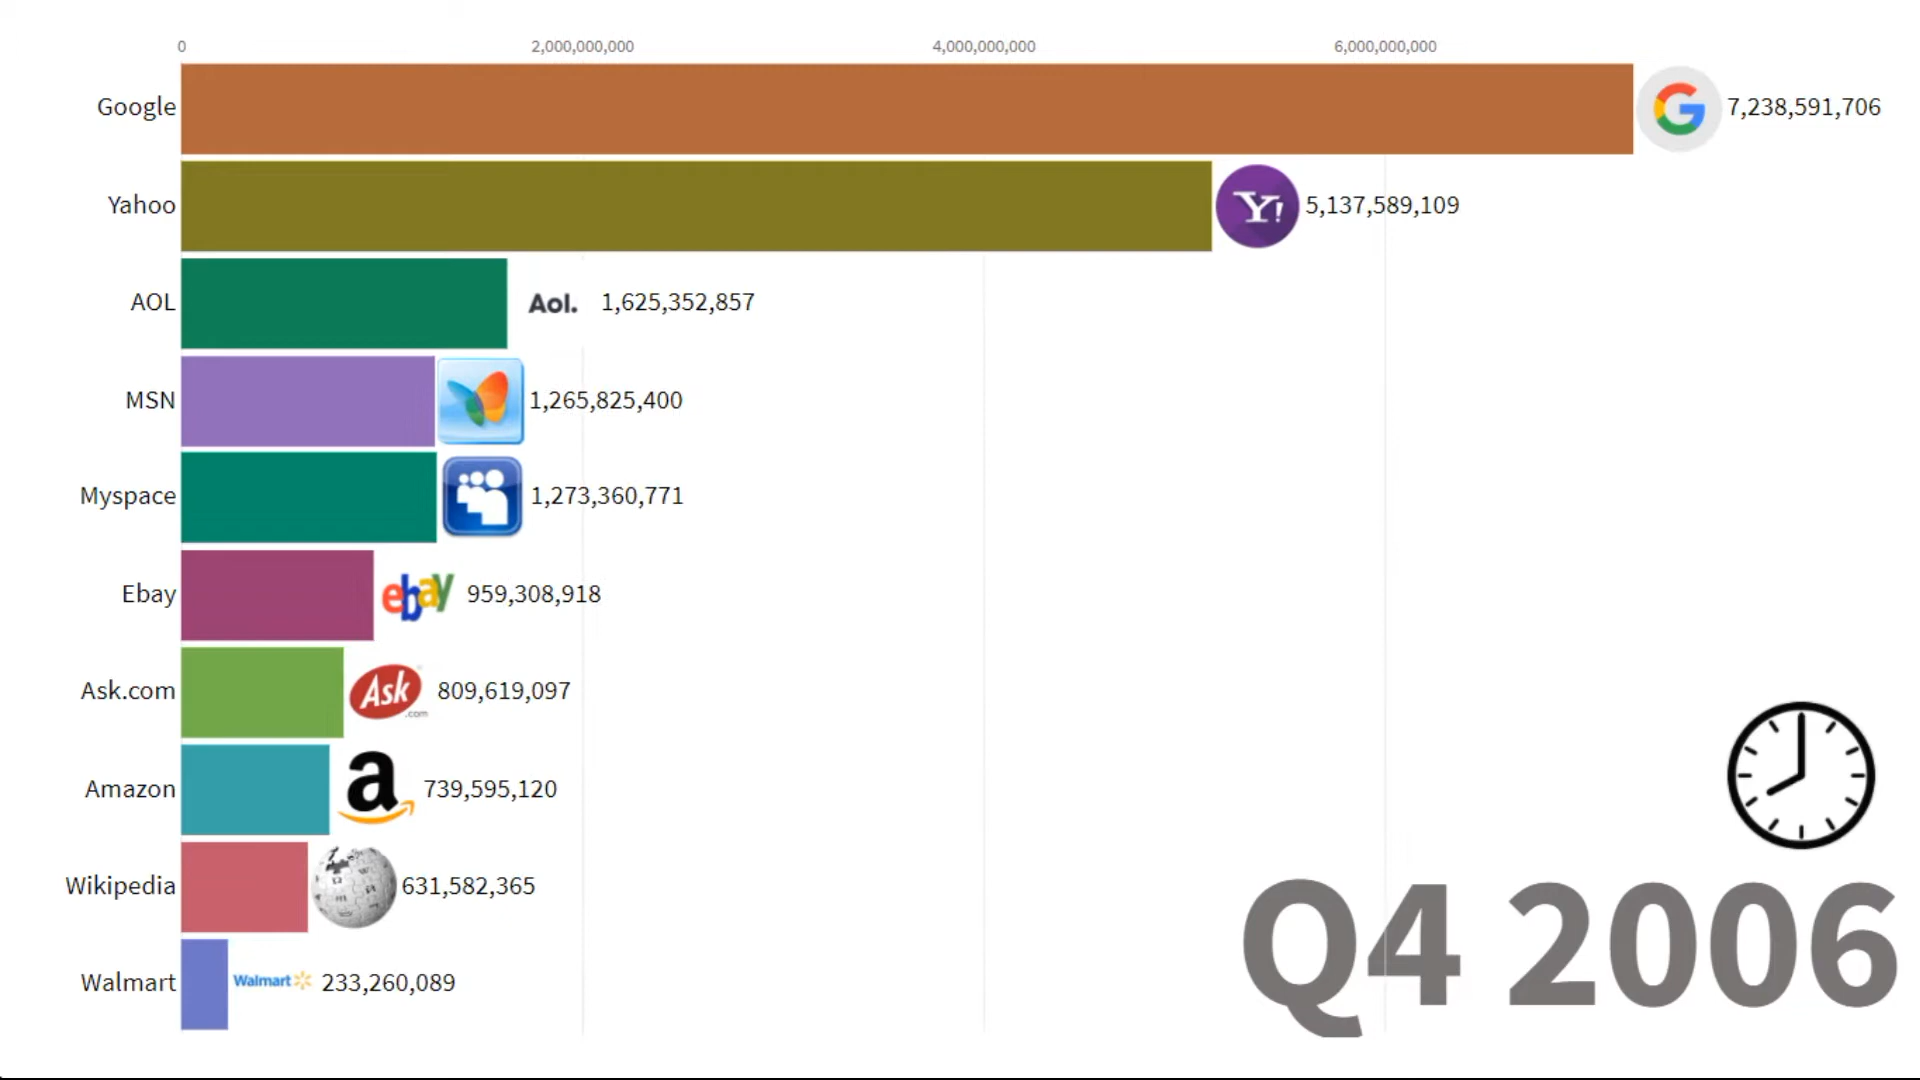 0 2,000,000,000 4,000,000,000 6,000,000,000
Google G 7,238,591,706
Yahoo Y! 5,137,589,109
AOL Aol. 1,625,352,857
MSN 1,265,825,400
Myspace 1,273,360,771
Ebay ebay 959,308,918
Ask.com Ask .com 809,619,097
Amazon a 739,595,120
Wikipedia 631,582,365
Walmart Walmart 233,260,089
Q4 2006